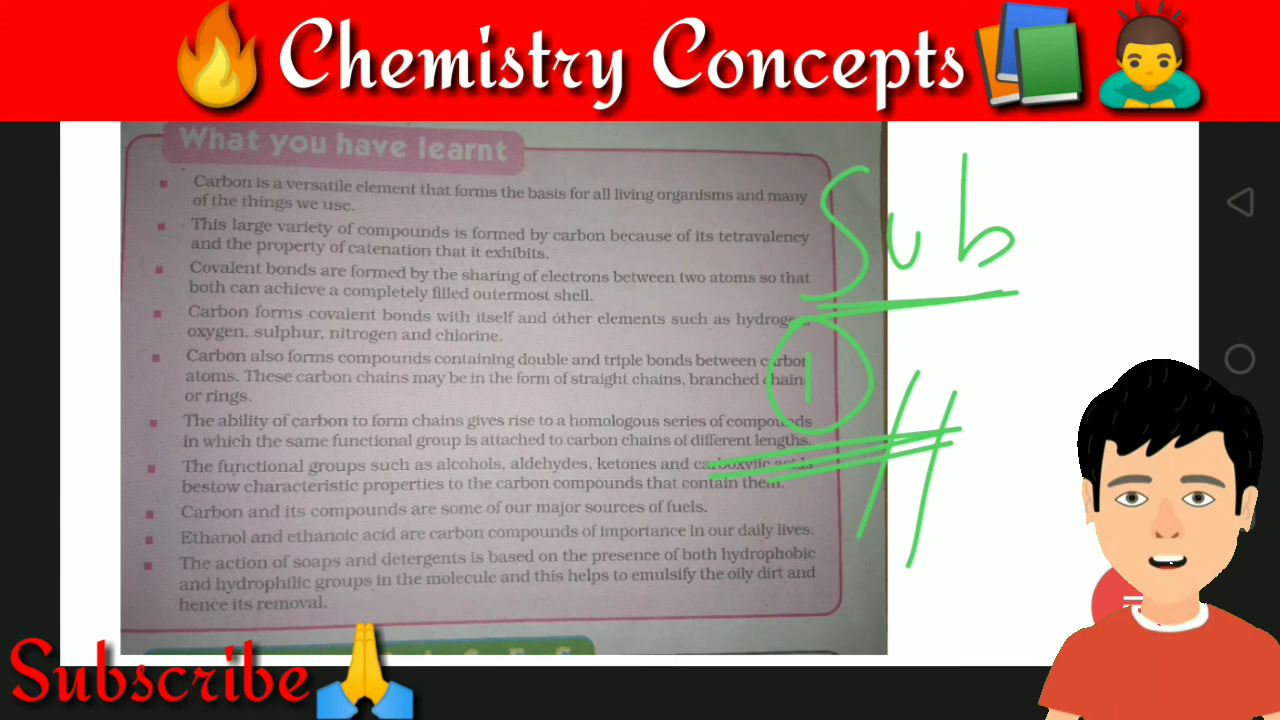 Chemistry Concepts
What you have learnt
Carbon is a versatile element that forms the basis for all living organisms and many
of the things we use.
This large variety of compounds is formed by carbon because of its tetravalency
and the property of catenation that it exhibits.
Covalent bonds are formed by the sharing of electrons between two atoms so that
both can achieve a completely filled outermost shell.
Carbon forms covalent bonds with itself and other elements such as hydrogen,
oxygen, sulphur, nitrogen and chlorine.
Carbon also forms compounds containing double and triple bonds between carbon
atoms. These carbon chains may be in the form of straight chains, branched chains
or rings.
The ability of carbon to form chains gives rise to a homologous series of compounds
in which the same functional group is attached to carbon chains of different lengths.
The functional groups such as alcohols, aldehydes, ketones and carboxylic acids
bestow characteristic properties to the carbon compounds that contain them.
Carbon and its compounds are some of our major sources of fuels.
Ethanol and ethanoic acid are carbon compounds of importance in our daily lives.
The action of soaps and detergents is based on the presence of both hydrophobic
and hydrophilic groups in the molecule and this helps to emulsify the oily dirt and
hence its removal.
Sub
1
Subscribe